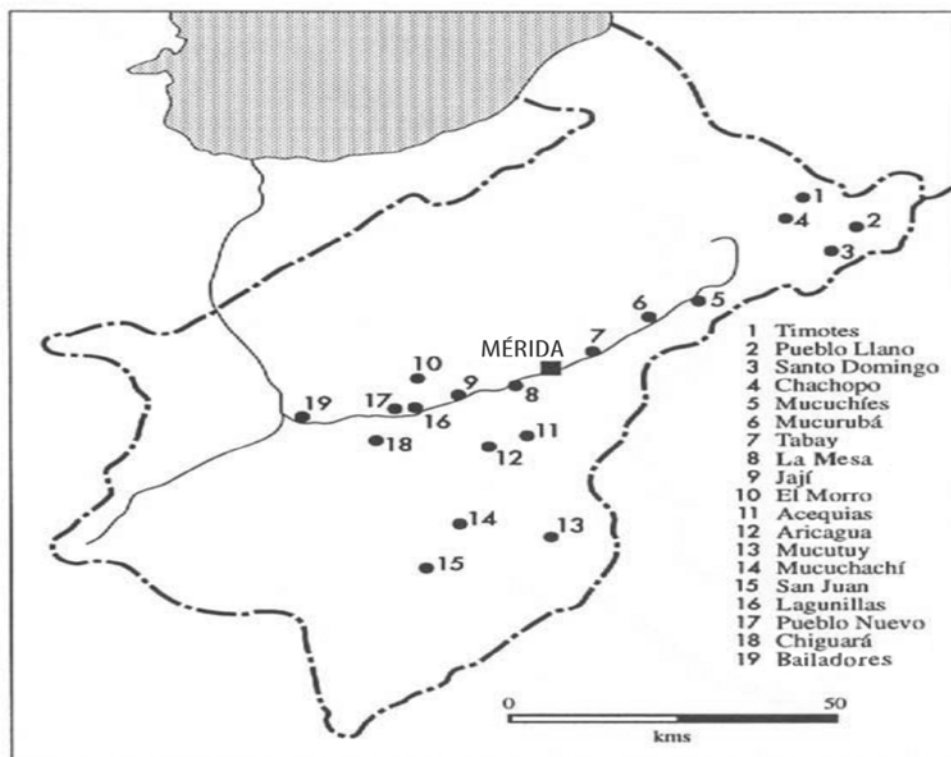 1
4
2
3
5
6
7
MÉRIDA
10
9
8
19
17
16
18
11
12
14
13
15
1 Timotes
2 Pueblo Llano
3 Santo Domingo
4 Chachopo
5 Mucuchíes
6 Mucurubá
7 Tabay
8 La Mesa
9 Jají
10 El Morro
11 Acequias
12 Aricagua
13 Mucutuy
14 Mucuchachí
15 San Juan
16 Lagunillas
17 Pueblo Nuevo
18 Chiguará
19 Bailadores
0 50
kms